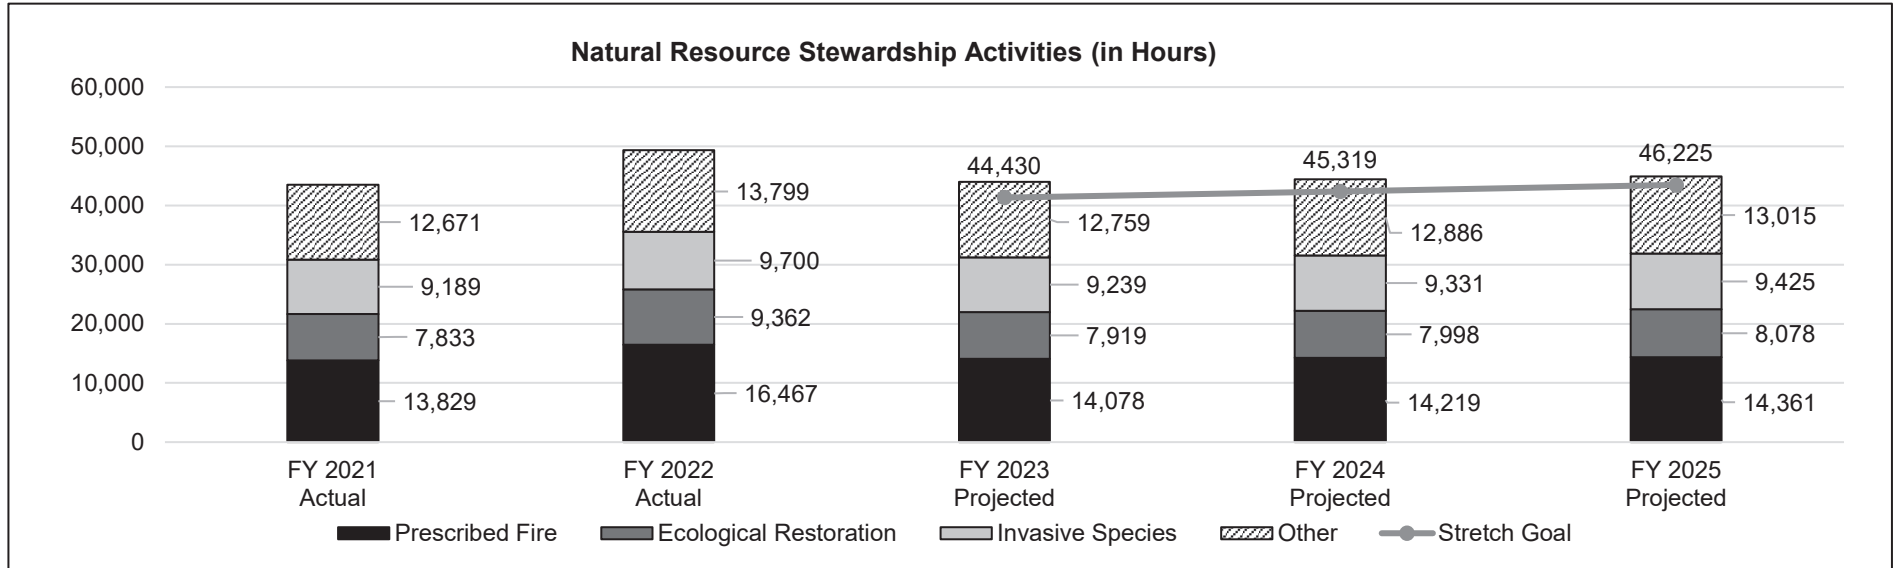 Natural Resource Stewardship Activities (in Hours)
60,000
50,000
40,000
30,000
20,000
10,000
0
12,671
9,189
7,833
13,829
13,799
9,700
9,362
16,467
44,430
12,759
9,239
7,919
14,078
45,319
12,886
9,331
7,998
14,219
46,225
13,015
9,425
8,078
14,361
FY 2021
Actual
FY 2022
Actual
FY 2023
Projected
FY 2024
Projected
FY 2025
Projected
Prescribed Fire
Ecological Restoration
Invasive Species
Other
Stretch Goal